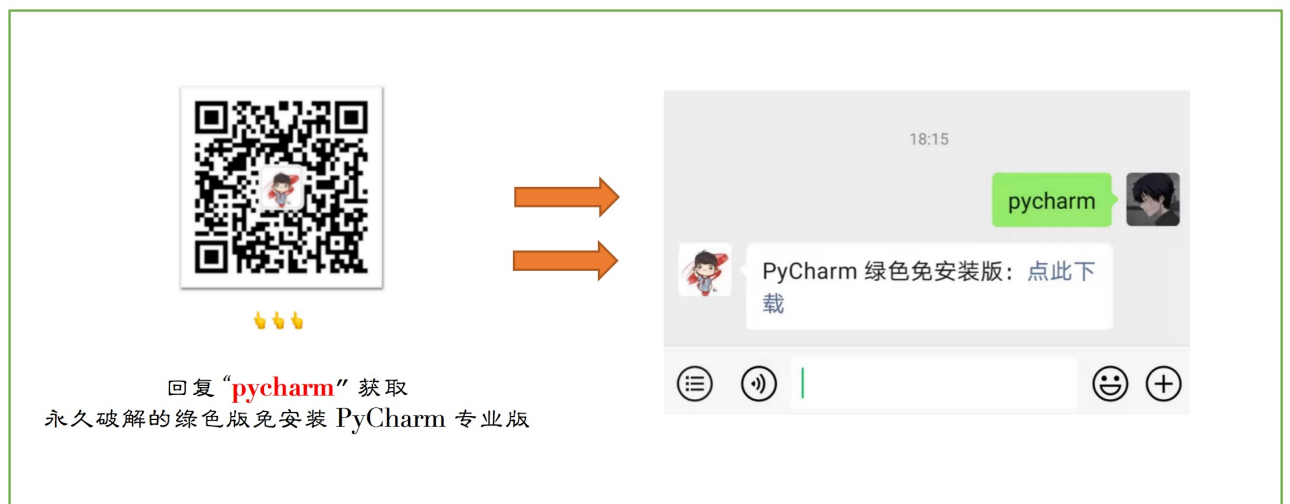 回复 “pycharm” 获取
永久破解的绿色版免安装 PyCharm 专业版
18:15
pycharm
PyCharm 绿色免安装版：点此下
载